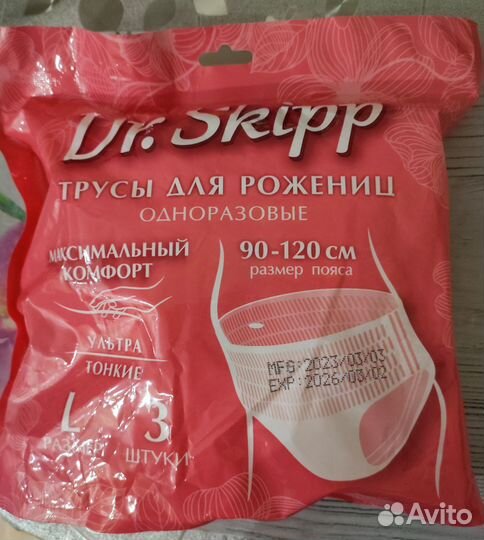 Dr. Skipp
ТРУСЫ ДЛЯ РОЖЕНИЦ
ОДНОРАЗОВЫЕ
МАКСИМАЛЬНЫЙ
КОМФОРТ
90-120 см
размер пояса
УЛЬТРА
ТОНКИЕ
MFG:2023/03/03
EXP:2026/03/02
L
РАЗМЕР
3
ШТУКИ
Avito